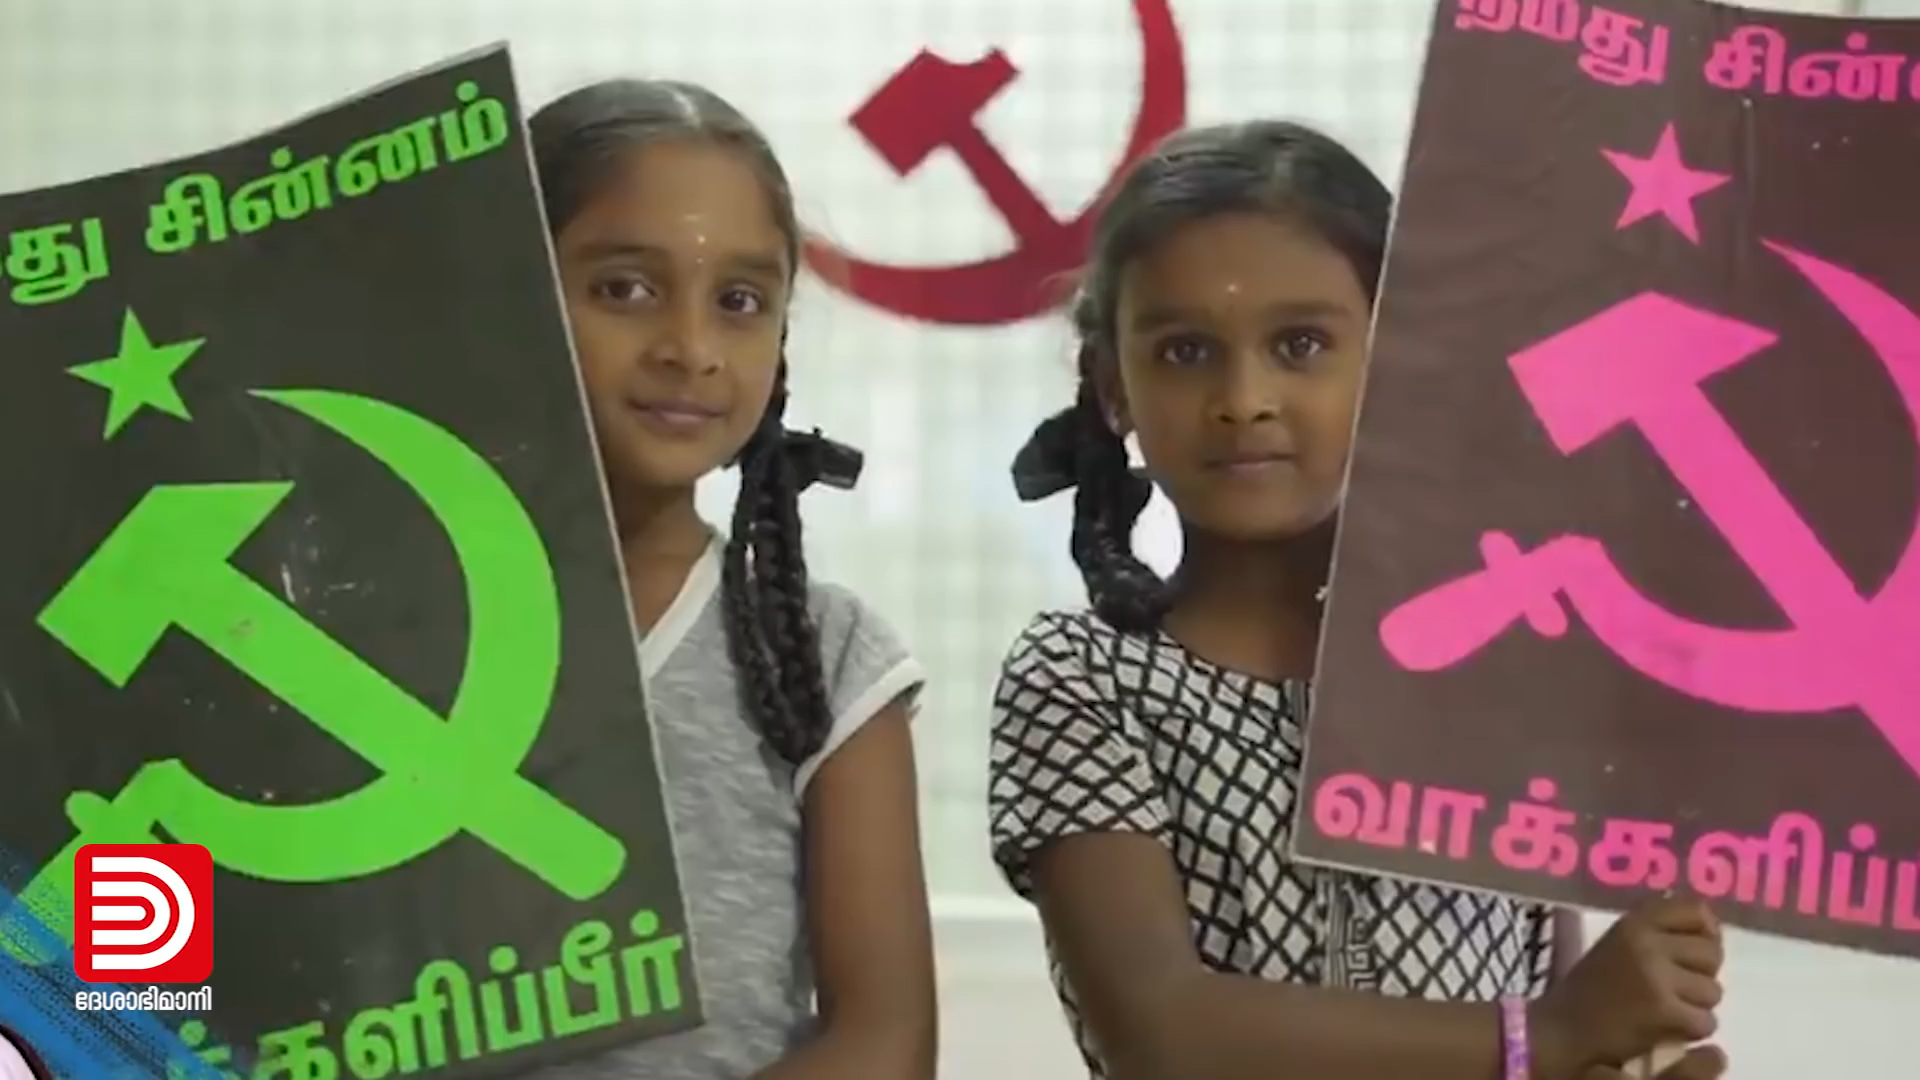 சின்னம்
நமது சின்ன
வாக்களிப்
ക்களிப்பீர்
ദേശാഭിമാനി